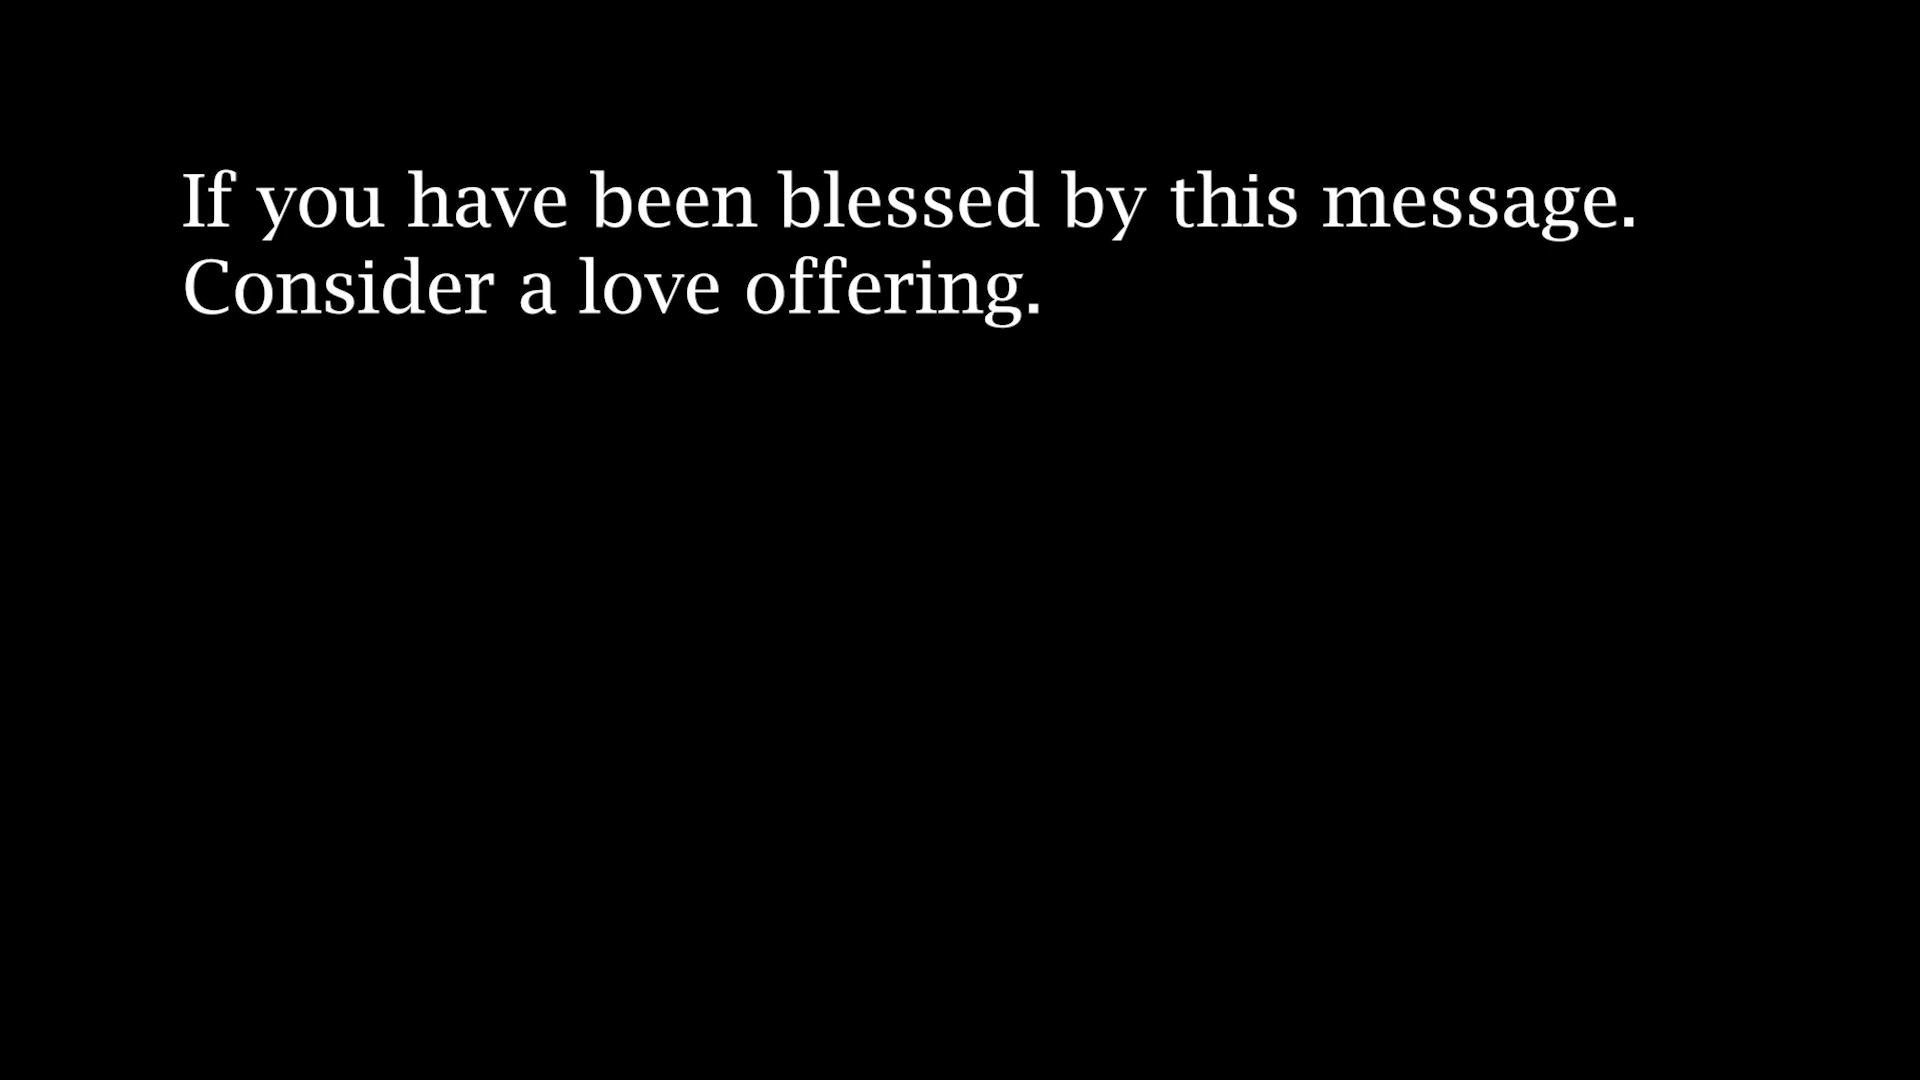 If you have been blessed by this message.
Consider a love offering.